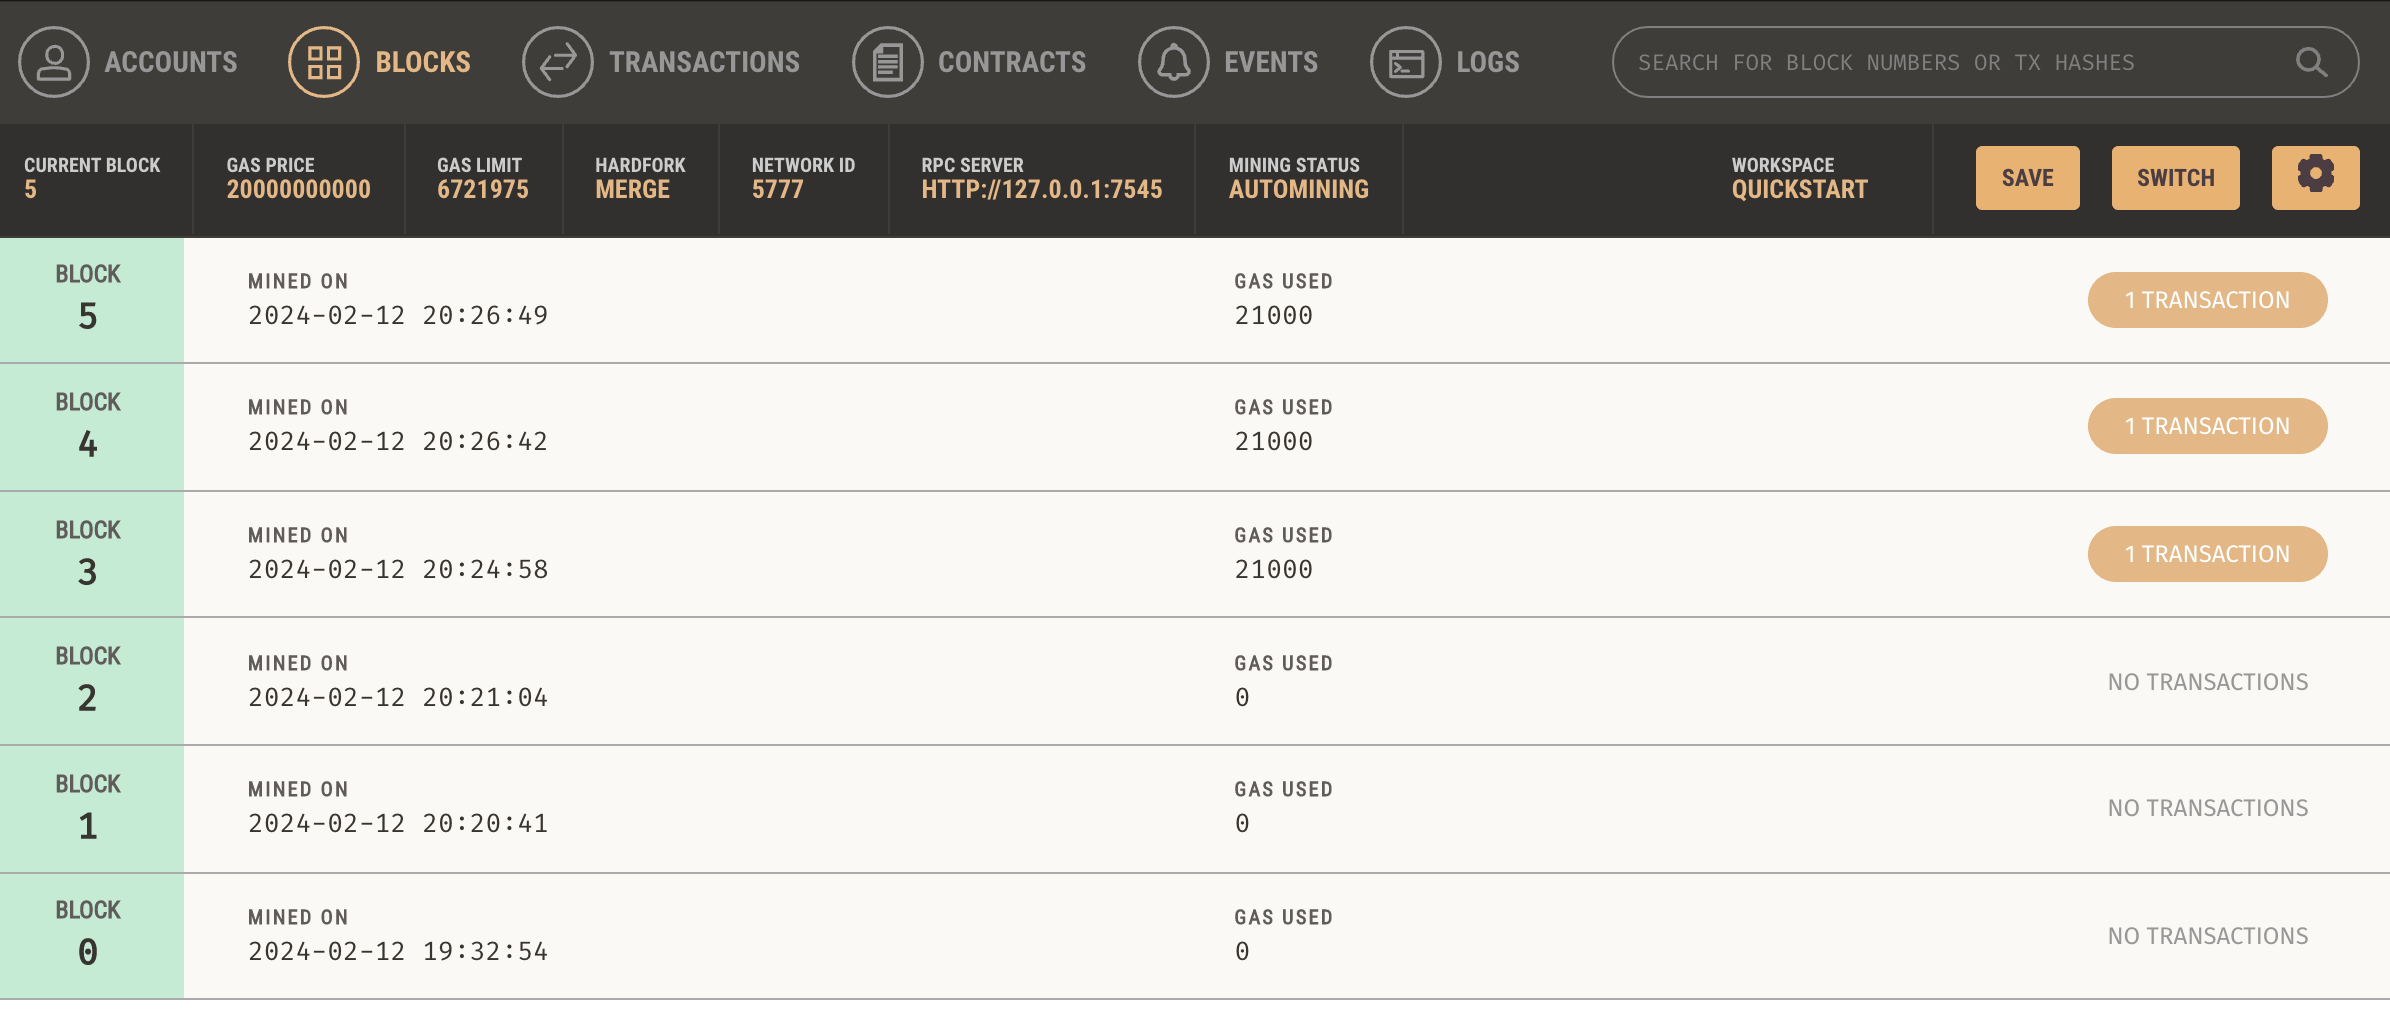 ACCOUNTS BLOCKS TRANSACTIONS CONTRACTS EVENTS LOGS SEARCH FOR BLOCK NUMBERS OR TX HASHES
CURRENT BLOCK GAS PRICE GAS LIMIT HARDFORK NETWORK ID RPC SERVER MINING STATUS WORKSPACE
5 20000000000 6721975 MERGE 5777 HTTP://127.0.0.1:7545 AUTOMINING QUICKSTART
SAVE SWITCH
BLOCK MINED ON GAS USED
5 2024-02-12 20:26:49 21000 1 TRANSACTION
BLOCK MINED ON GAS USED
4 2024-02-12 20:26:42 21000 1 TRANSACTION
BLOCK MINED ON GAS USED
3 2024-02-12 20:24:58 21000 1 TRANSACTION
BLOCK MINED ON GAS USED
2 2024-02-12 20:21:04 0 NO TRANSACTIONS
BLOCK MINED ON GAS USED
1 2024-02-12 20:20:41 0 NO TRANSACTIONS
BLOCK MINED ON GAS USED
0 2024-02-12 19:32:54 0 NO TRANSACTIONS